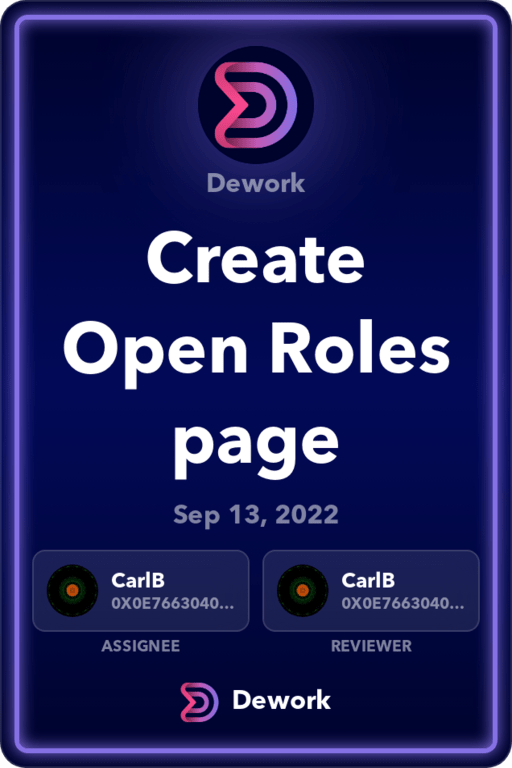 Dework
Create
Open Roles
page
Sep 13, 2022
CarlB
0X0E7663040...
ASSIGNEE
CarlB
0X0E7663040...
REVIEWER
Dework